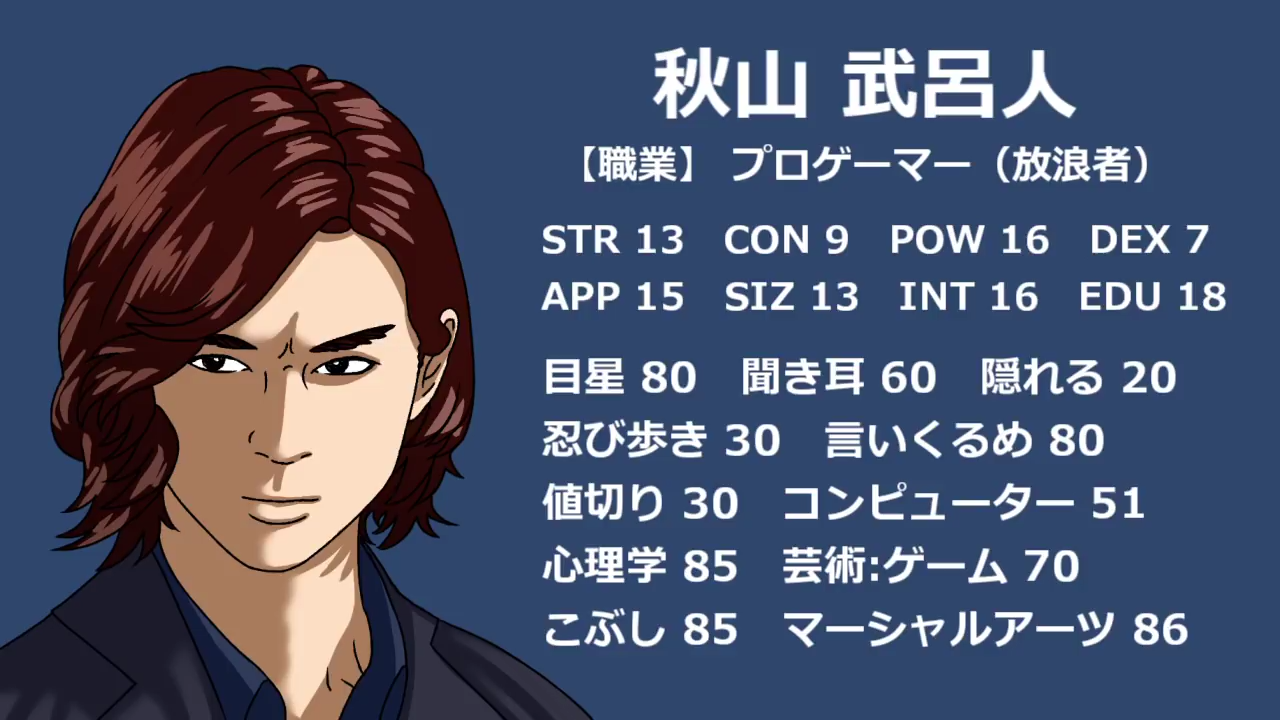 秋山 武呂人
【職業】 プロゲーマー（放浪者）
STR 13 CON 9 POW 16 DEX 7
APP 15 SIZ 13 INT 16 EDU 18
目星 80 聞き耳 60 隠れる 20
忍び歩き 30 言いくるめ 80
値切り 30 コンピューター 51
心理学 85 芸術:ゲーム 70
こぶし 85 マーシャルアーツ 86